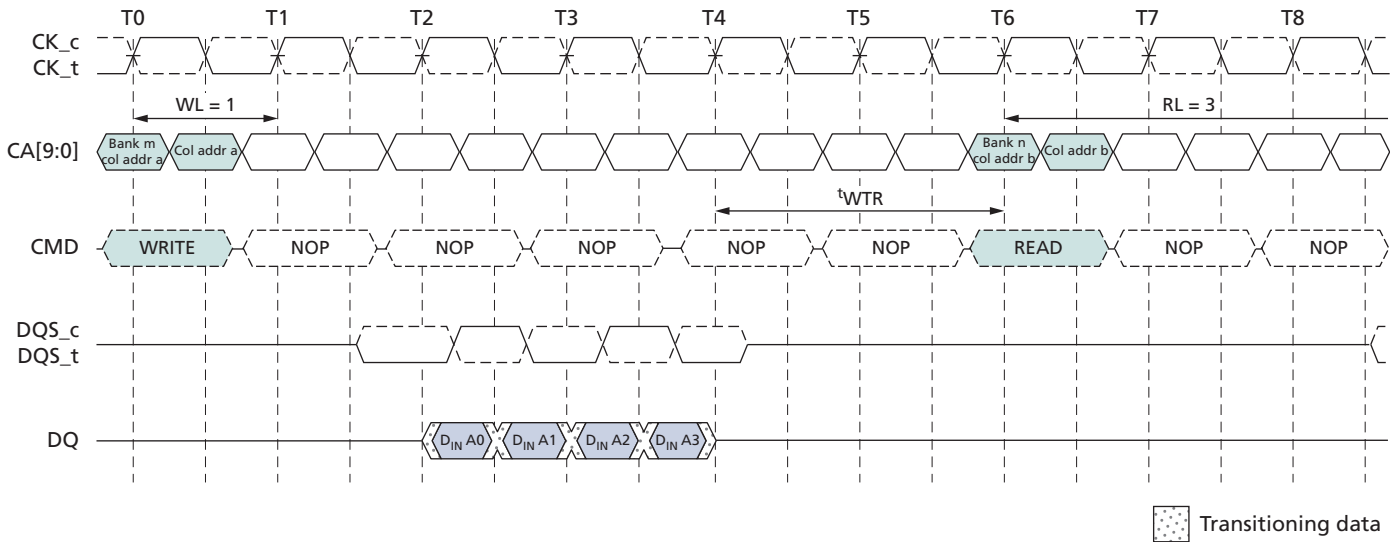 T0 T1 T2 T3 T4 T5 T6 T7 T8
CK_c
CK_t
WL = 1
RL = 3
CA[9:0]
Bank m
col addr a
Col addr a
Bank n
col addr b
Col addr b
tWTR
CMD
WRITE NOP NOP NOP NOP NOP READ NOP NOP
DQS_c
DQS_t
DQ
DIN A0 DIN A1 DIN A2 DIN A3
Transitioning data